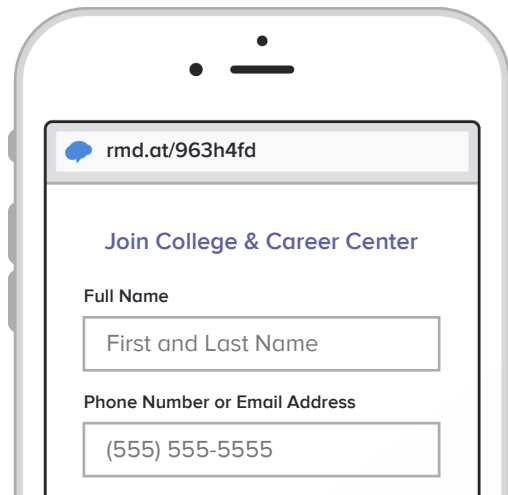 rmd.at/963h4fd
Join College & Career Center
Full Name
First and Last Name
Phone Number or Email Address
(555) 555-5555